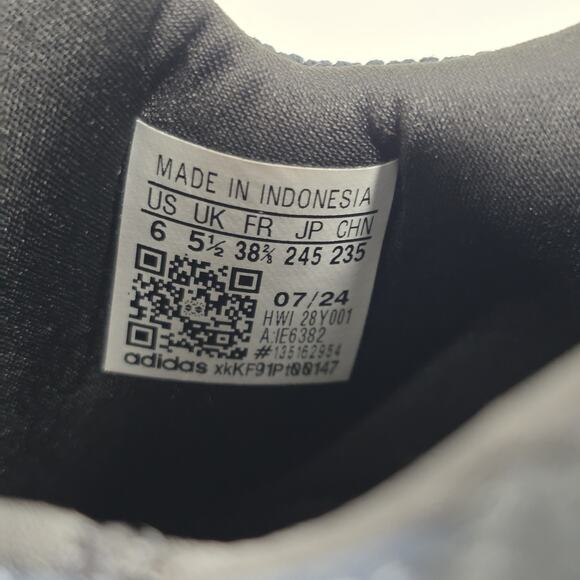 MADE IN INDONESIA
US UK FR JP CHN
6 5½ 38⅔ 245 235
07/24
HWI 28Y001
A:IE6382
#135162954
adidas xkKF91Pt00147